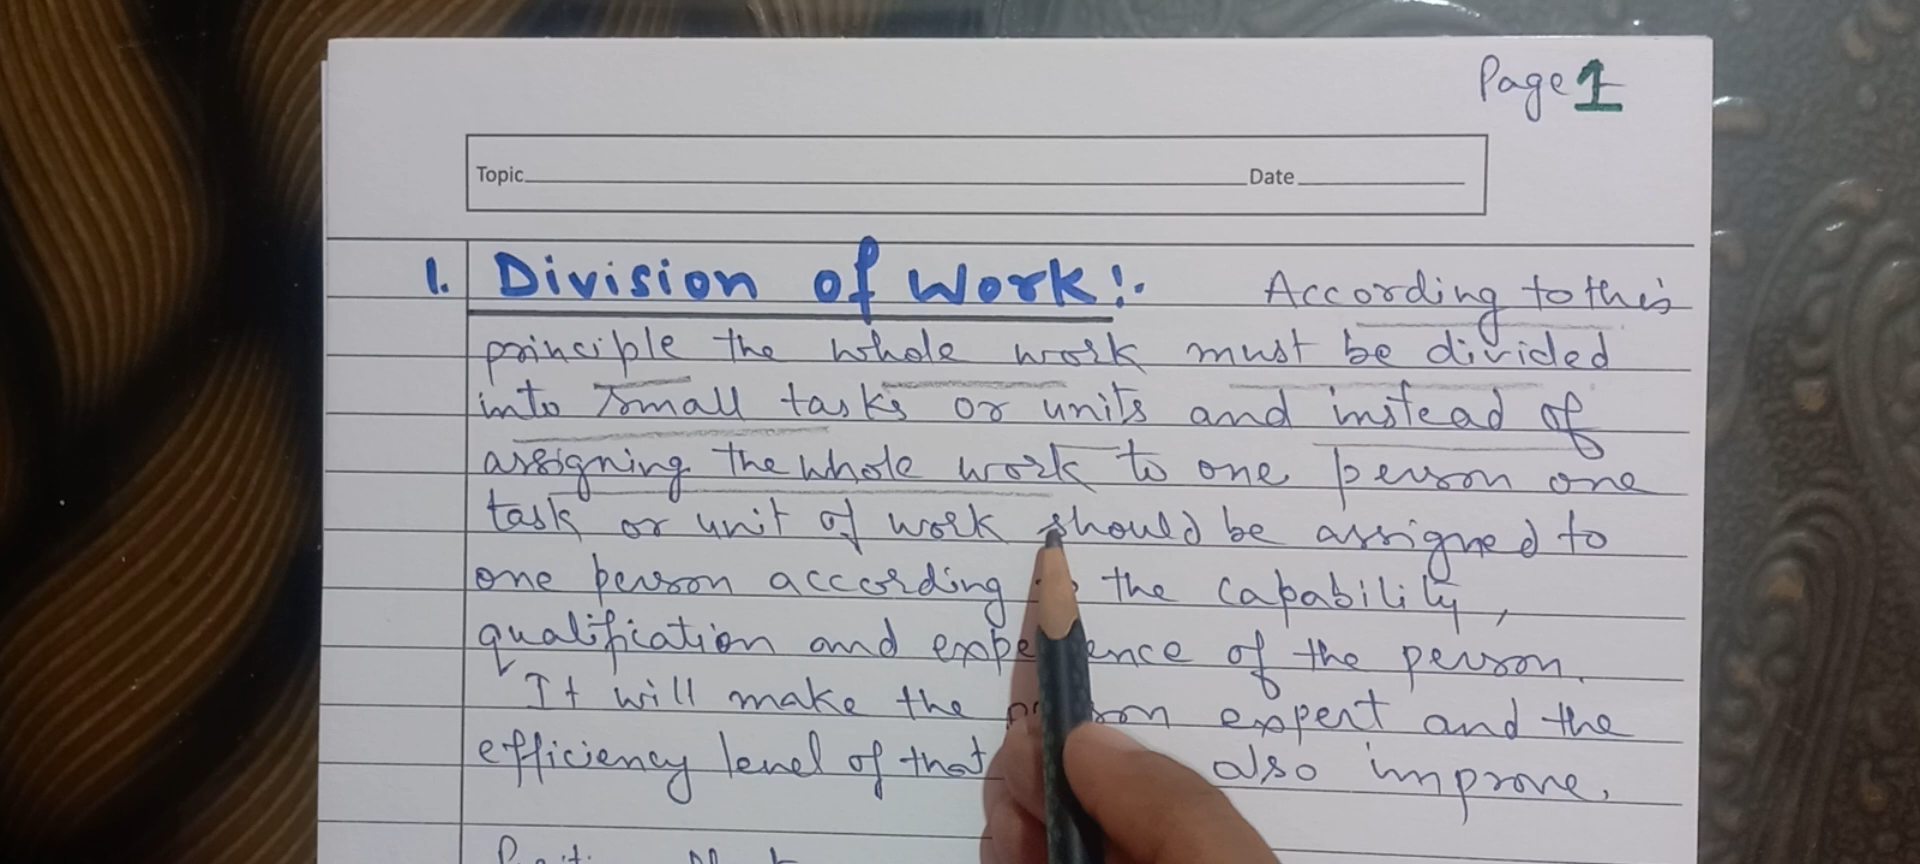 Page 1
Topic Date
1. Division of Work:- According to this
principle the whole work must be divided
into small tasks or units and instead of
assigning the whole work to one person one
task or unit of work should be assigned to
one person according the capability,
qualification and experience of the person.
It will make the person expert and the
efficiency level of that also improve.